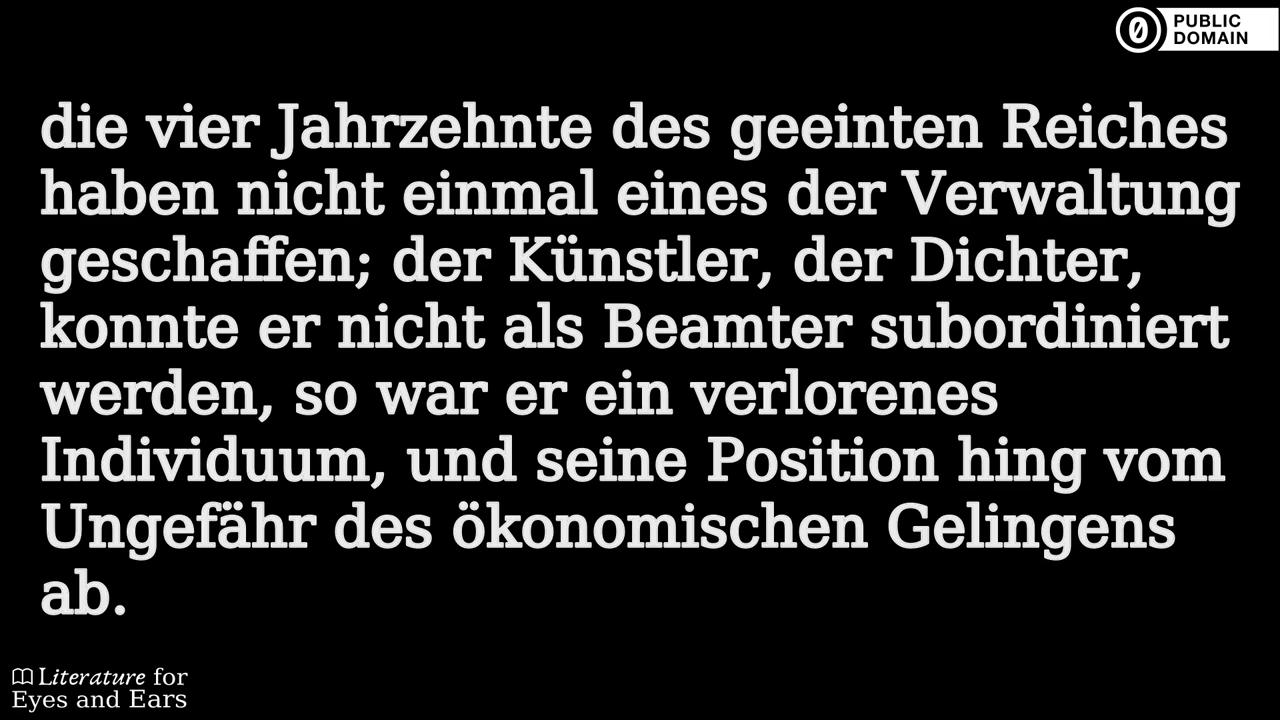 PUBLIC
DOMAIN
die vier Jahrzehnte des geeinten Reiches
haben nicht einmal eines der Verwaltung
geschaffen; der Künstler, der Dichter,
konnte er nicht als Beamter subordiniert
werden, so war er ein verlorenes
Individuum, und seine Position hing vom
Ungefähr des ökonomischen Gelingens
ab.
Literature for
Eyes and Ears